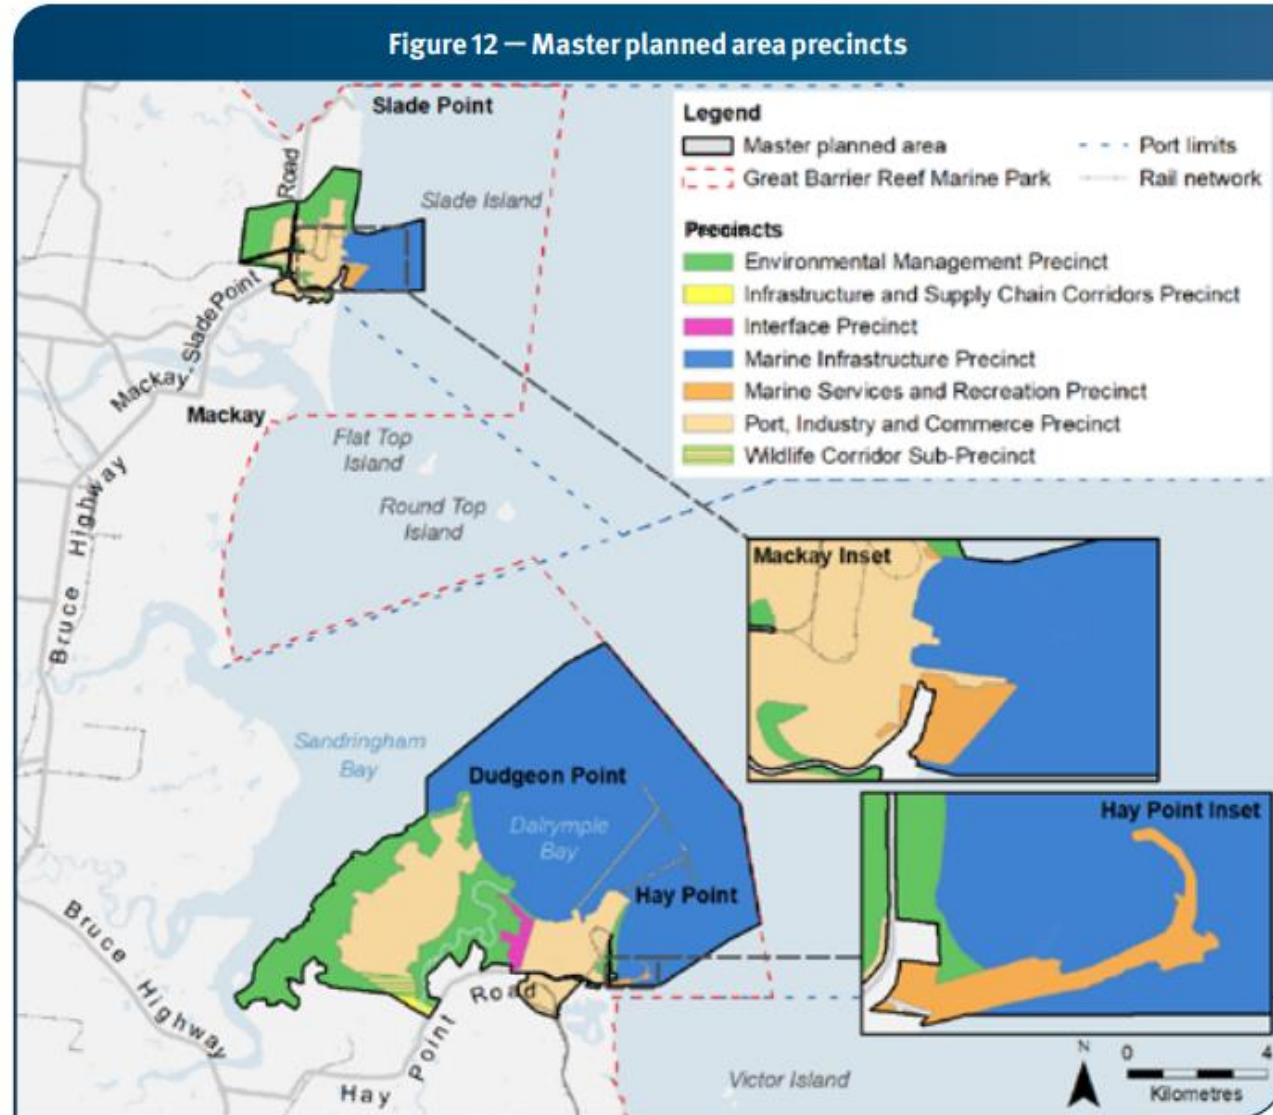 Figure 12 — Master planned area precincts
Slade Point
Slade Island
Road
Mackay - Slade Point
Mackay
Flat Top
Island
Round Top
Island
Bruce Highway
Sandringham
Bay
Dudgeon Point
Dalrymple
Bay
Hay Point
Bruce Highway
Hay Point Road
Victor Island
Legend
Master planned area
Great Barrier Reef Marine Park
Port limits
Rail network
Precincts
Environmental Management Precinct
Infrastructure and Supply Chain Corridors Precinct
Interface Precinct
Marine Infrastructure Precinct
Marine Services and Recreation Precinct
Port, Industry and Commerce Precinct
Wildlife Corridor Sub-Precinct
Mackay Inset
Hay Point Inset
N
0 4
Kilometres